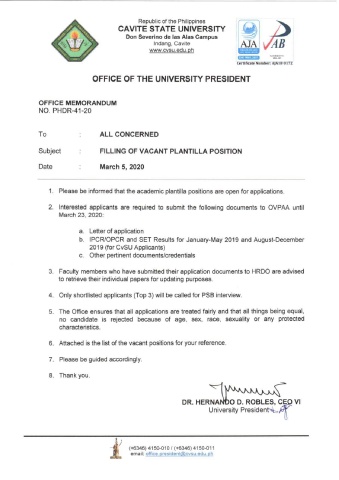 Republic of the Philippines
CAVITE STATE UNIVERSITY
Don Severino de las Alas Campus
Indang, Cavite
www.cvsu.edu.ph
AJA
AB
OFFICE OF THE UNIVERSITY PRESIDENT
OFFICE MEMORANDUM
NO. PHDR-41-20
To : ALL CONCERNED
Subject : FILLING OF VACANT PLANTILLA POSITION
Date : March 5, 2020
1. Please be informed that the academic plantilla positions are open for applications.
2. Interested applicants are required to submit the following documents to OVPAA until
March 23, 2020:
a. Letter of application
b. IPCR/OPCR and SET Results for January-May 2019 and August-December
2019 (for CvSU Applicants)
c. Other pertinent documents/credentials
3. Faculty members who have submitted their application documents to HRDO are advised
to retrieve their individual papers for updating purposes.
4. Only shortlisted applicants (Top 3) will be called for PSB interview.
5. The Office ensures that all applications are treated fairly and that all things being equal,
no candidate is rejected because of age, sex, race, sexuality or any protected
characteristics.
6. Attached is the list of the vacant positions for your reference.
7. Please be guided accordingly.
8. Thank you.
DR. HERNANDO D. ROBLES, CEO VI
University President
(+6346) 4150-010 / (+6346) 4150-011
email: office.president@cvsu.edu.ph